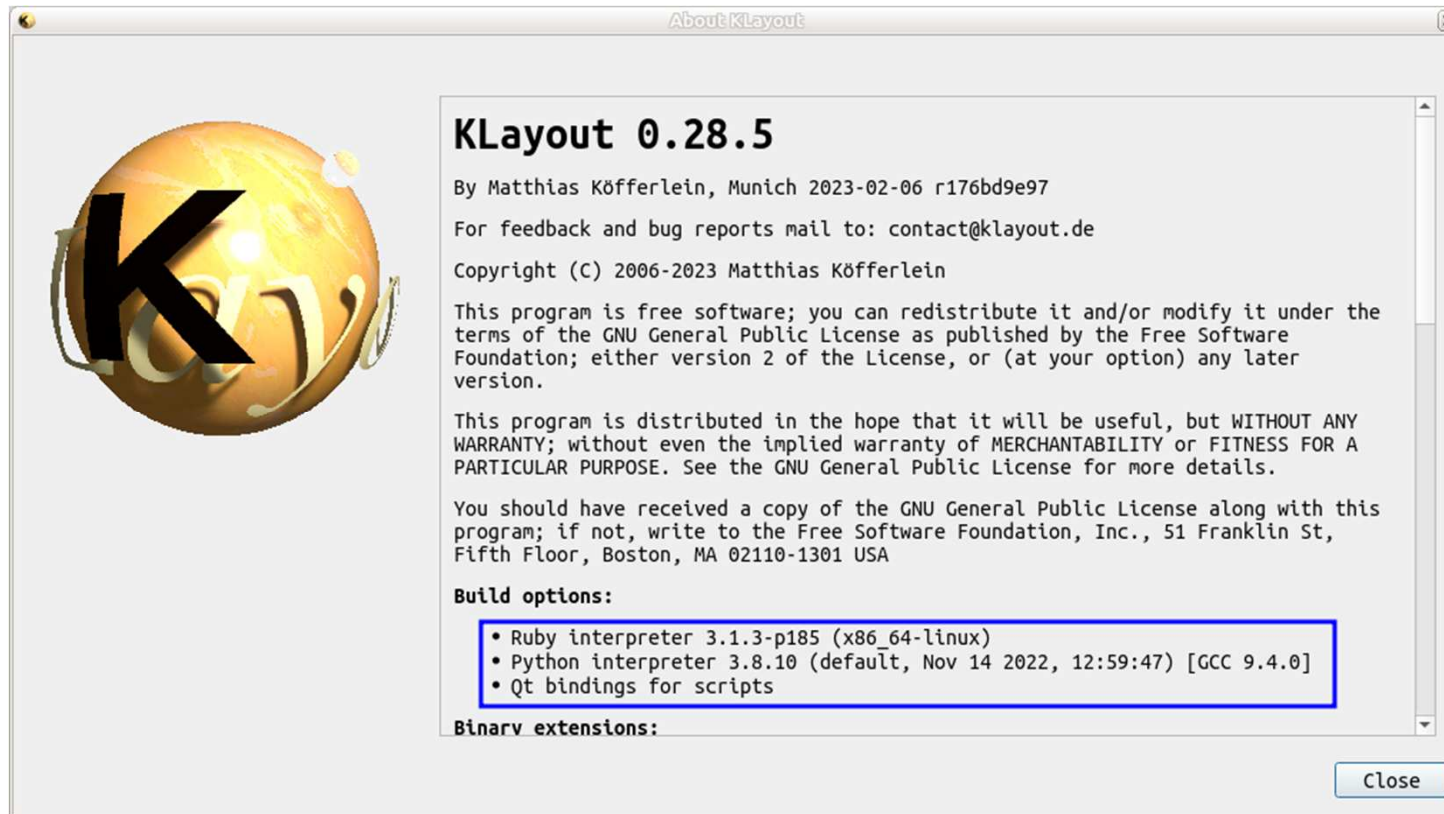 About KLayout
KLayout 0.28.5
By Matthias Köfferlein, Munich 2023-02-06 r176bd9e97
For feedback and bug reports mail to: contact@klayout.de
Copyright (C) 2006-2023 Matthias Köfferlein
This program is free software; you can redistribute it and/or modify it under the
terms of the GNU General Public License as published by the Free Software
Foundation; either version 2 of the License, or (at your option) any later
version.
This program is distributed in the hope that it will be useful, but WITHOUT ANY
WARRANTY; without even the implied warranty of MERCHANTABILITY or FITNESS FOR A
PARTICULAR PURPOSE. See the GNU General Public License for more details.
You should have received a copy of the GNU General Public License along with this
program; if not, write to the Free Software Foundation, Inc., 51 Franklin St,
Fifth Floor, Boston, MA 02110-1301 USA
Build options:
• Ruby interpreter 3.1.3-p185 (x86_64-linux)
• Python interpreter 3.8.10 (default, Nov 14 2022, 12:59:47) [GCC 9.4.0]
• Qt bindings for scripts
Binary extensions:
Close